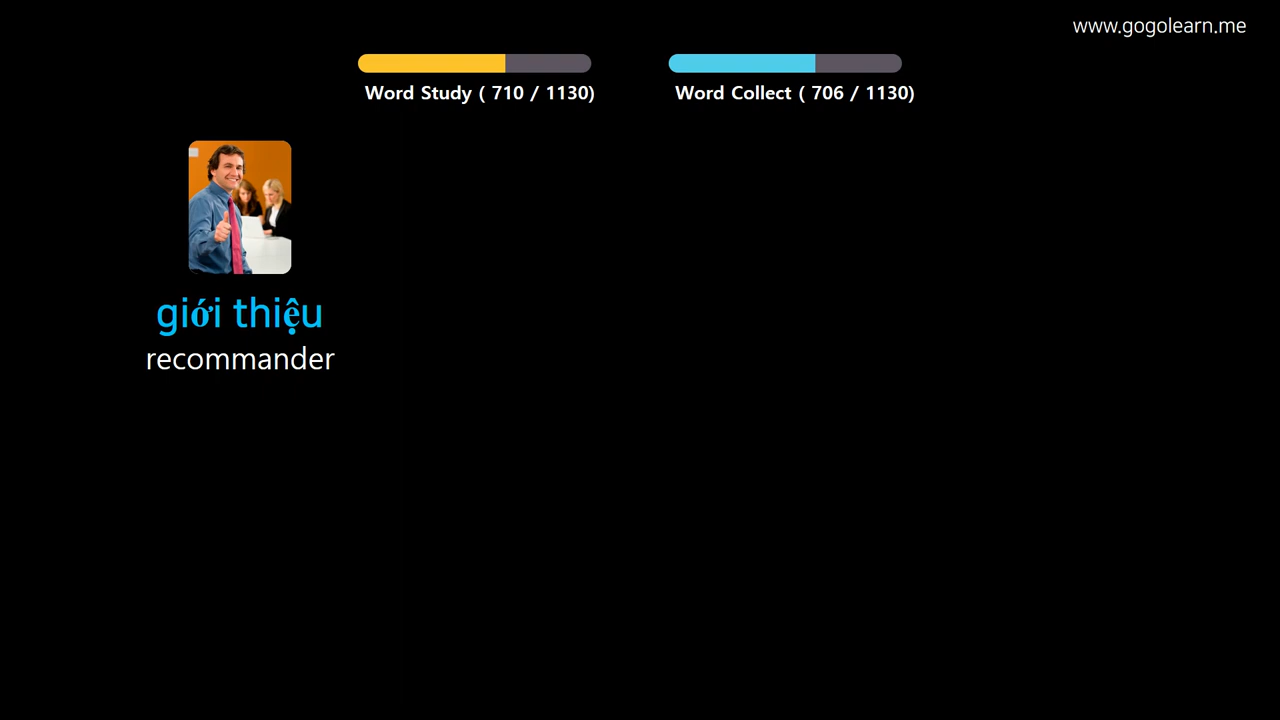 www.gogolearn.me
Word Study ( 710 / 1130)
Word Collect ( 706 / 1130)
giới thiệu
recommander